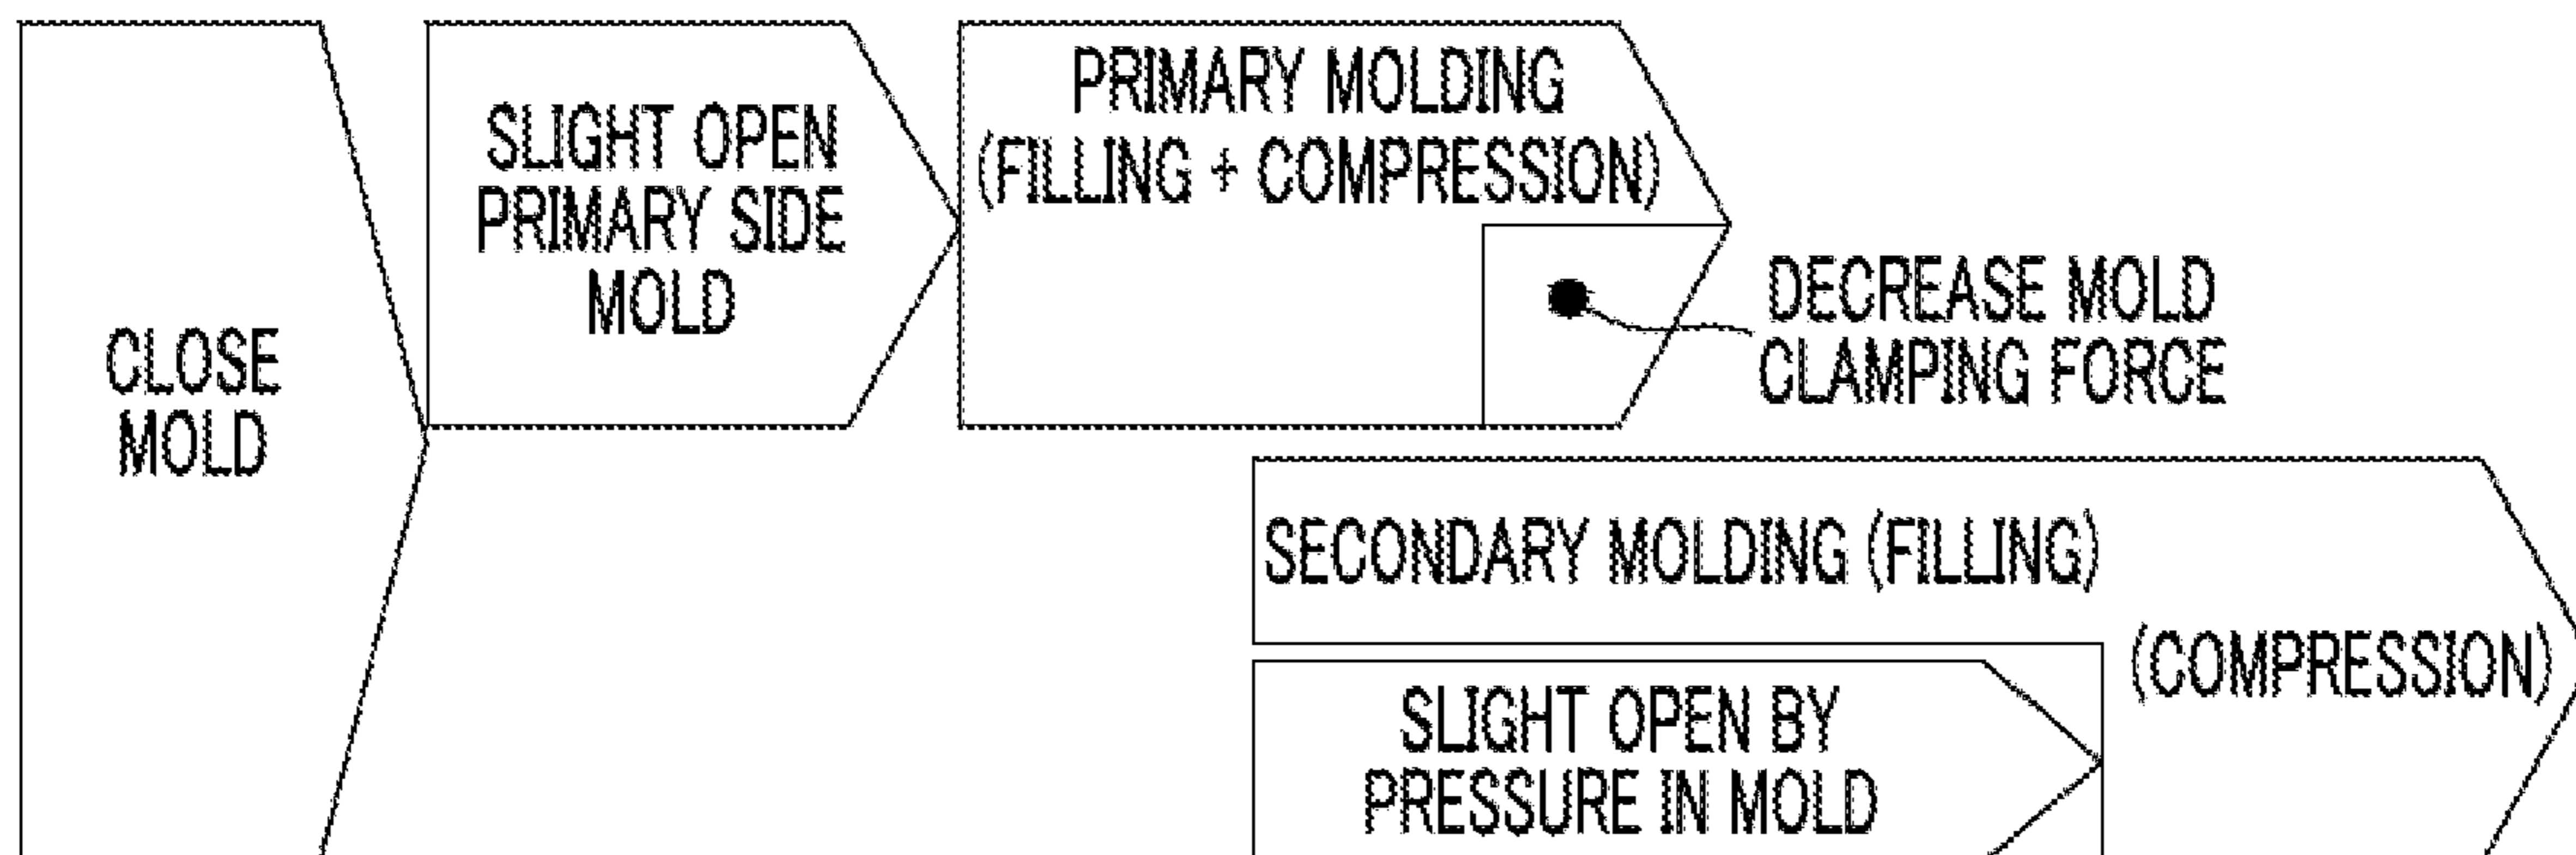 CLOSE
MOLD
SLIGHT OPEN
PRIMARY SIDE
MOLD
PRIMARY MOLDING
(FILLING + COMPRESSION)
DECREASE MOLD
CLAMPING FORCE
SECONDARY MOLDING (FILLING)
(COMPRESSION)
SLIGHT OPEN BY
PRESSURE IN MOLD